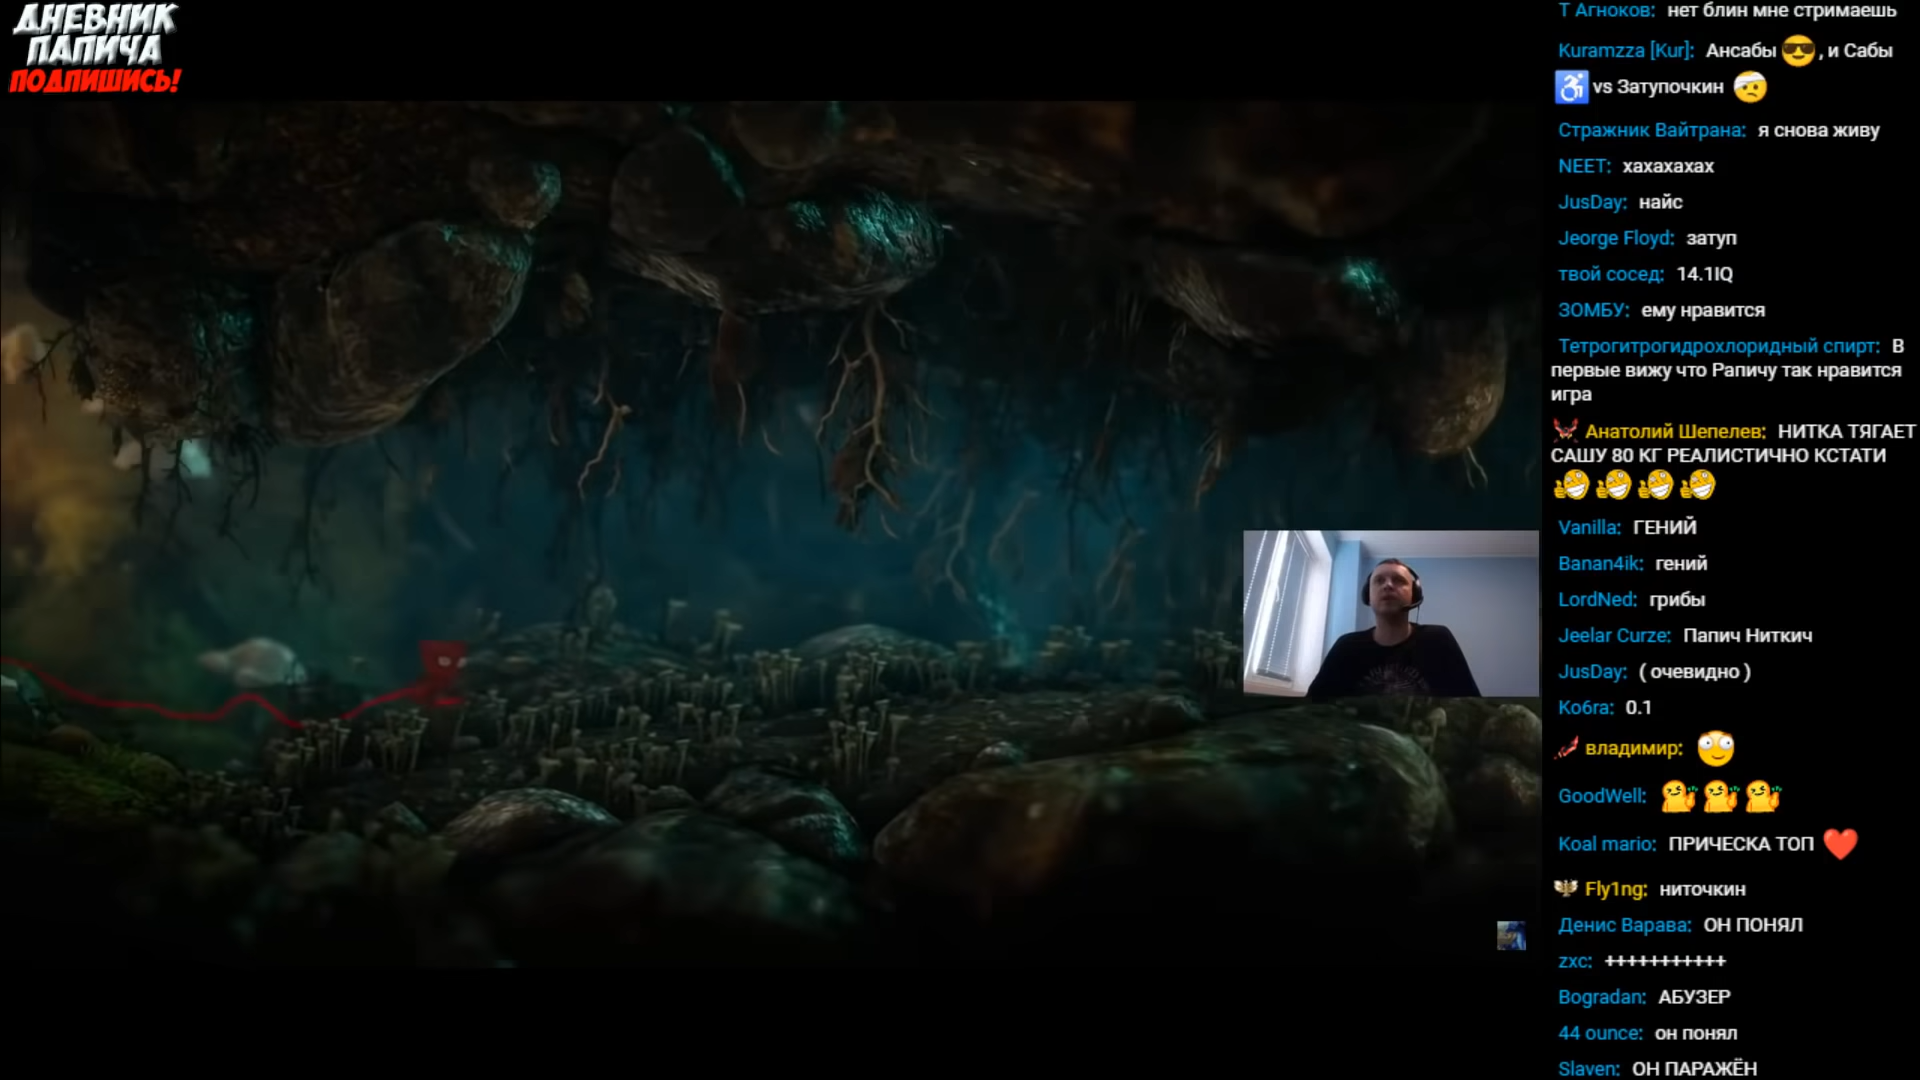 ДНЕВНИК
ПАПИЧА
ПОДПИШИСЬ!
Т Агноков: нет блин мне стримаешь
Kuramzza [Kur]: Ансабы 😎, и Сабы
♿ vs Затупочкин 🤕
Стражник Вайтрана: я снова живу
NEET: хахахахах
JusDay: найс
Jeorge Floyd: затуп
твой сосед: 14.1IQ
ЗОМБУ: ему нравится
Тетрогитрогидрохлоридный спирт: В
первые вижу что Рапичу так нравится
игра
Анатолий Шепелев: НИТКА ТЯГАЕТ
САШУ 80 КГ РЕАЛИСТИЧНО КСТАТИ
Vanilla: ГЕНИЙ
Banan4ik: гений
LordNed: грибы
Jeelar Curze: Папич Ниткич
JusDay: ( очевидно )
Ko6ra: 0.1
владимир:
GoodWell:
Koal mario: ПРИЧЕСКА ТОП ❤
Fly1ng: ниточкин
Денис Варава: ОН ПОНЯЛ
zxc: +++++++++++
Bogradan: АБУЗЕР
44 ounce: он понял
Slaven: ОН ПАРАЖЁН